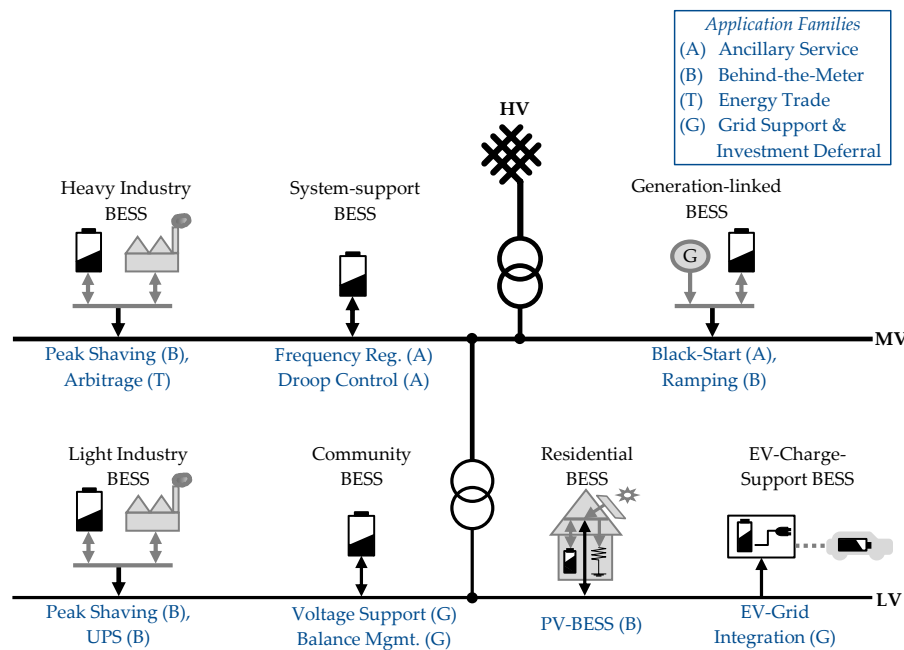 Application Families
(A) Ancillary Service
(B) Behind-the-Meter
(T) Energy Trade
(G) Grid Support &
Investment Deferral
HV
Heavy Industry
BESS
System-support
BESS
Generation-linked
BESS
G
MV
Peak Shaving (B),
Arbitrage (T)
Frequency Reg. (A)
Droop Control (A)
Black-Start (A),
Ramping (B)
Light Industry
BESS
Community
BESS
Residential
BESS
EV-Charge-
Support BESS
LV
Peak Shaving (B),
UPS (B)
Voltage Support (G)
Balance Mgmt. (G)
PV-BESS (B)
EV-Grid
Integration (G)